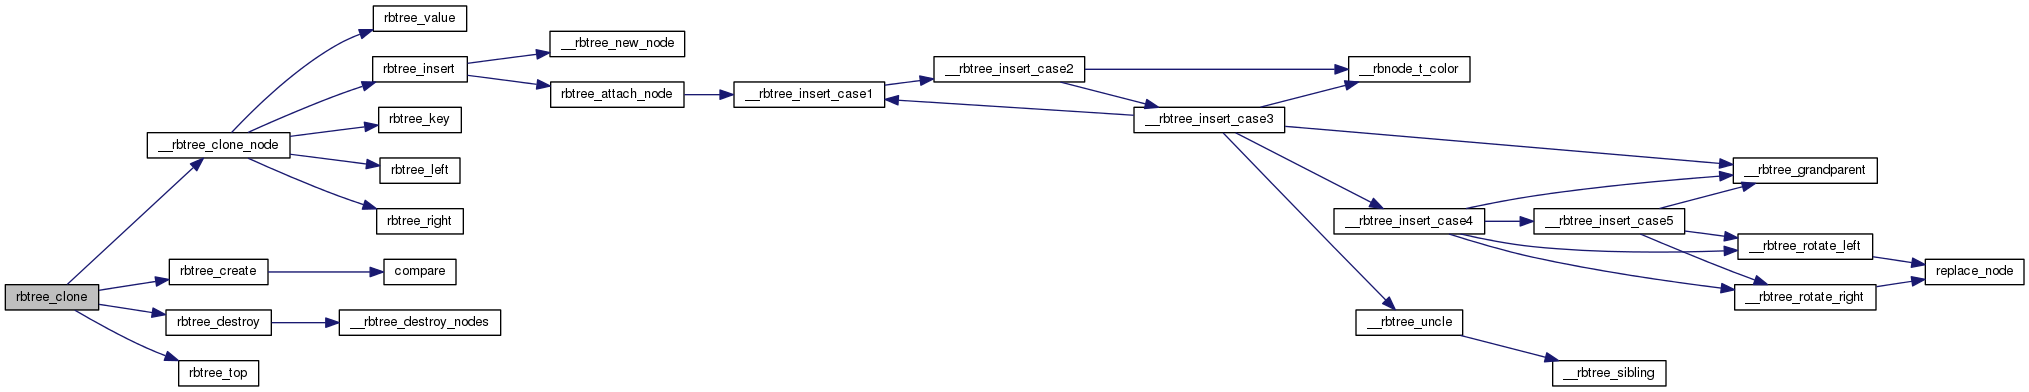 rbtree_clone
__rbtree_clone_node
rbtree_create
rbtree_destroy
rbtree_top
rbtree_value
rbtree_insert
rbtree_key
rbtree_left
rbtree_right
compare
__rbtree_destroy_nodes
__rbtree_new_node
rbtree_attach_node
__rbtree_insert_case1
__rbtree_insert_case2
__rbtree_insert_case3
__rbnode_t_color
__rbtree_insert_case4
__rbtree_uncle
__rbtree_insert_case5
__rbtree_sibling
__rbtree_grandparent
__rbtree_rotate_left
__rbtree_rotate_right
replace_node